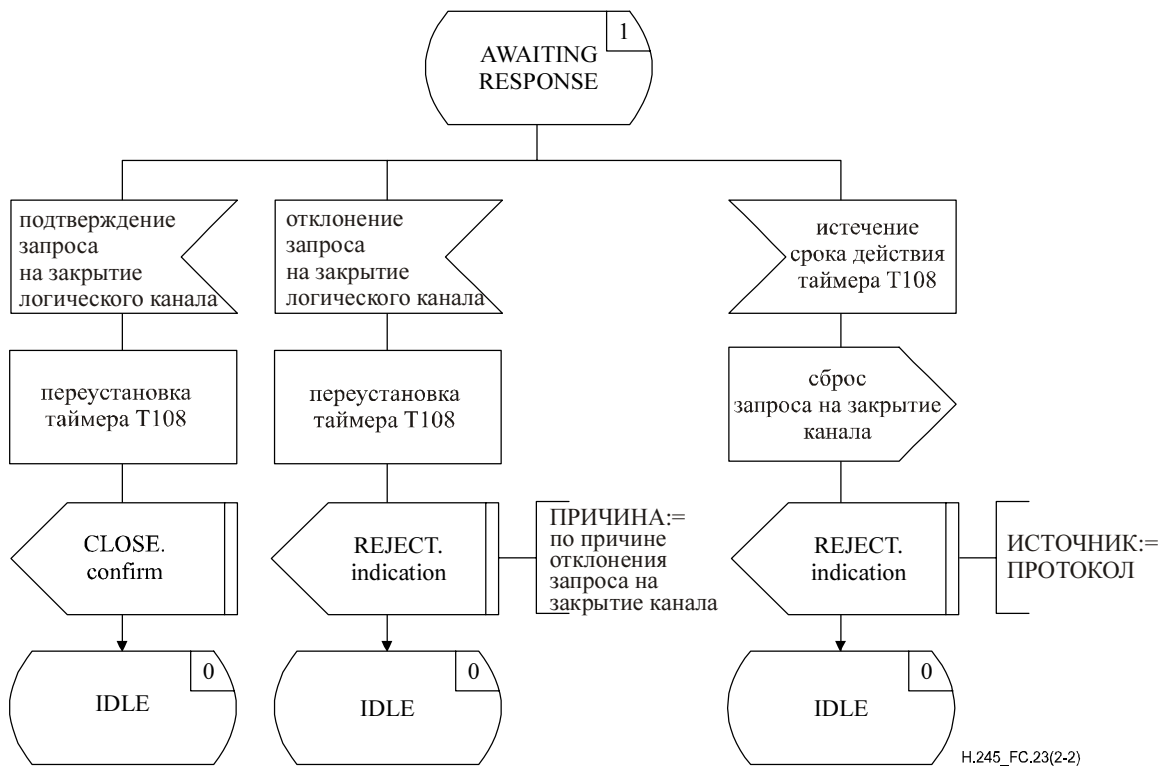 1
AWAITING
RESPONSE
подтверждение
запроса
на закрытие
логического канала
отклонение
запроса
на закрытие
логического канала
истечение
срока действия
таймера T108
переустановка
таймера T108
переустановка
таймера T108
сброс
запроса на закрытие
канала
CLOSE.
confirm
REJECT.
indication
ПРИЧИНА:=
по причине
отклонения
запроса на
закрытие канала
REJECT.
indication
ИСТОЧНИК:=
ПРОТОКОЛ
0
IDLE
0
IDLE
0
IDLE
H.245_FC.23(2-2)